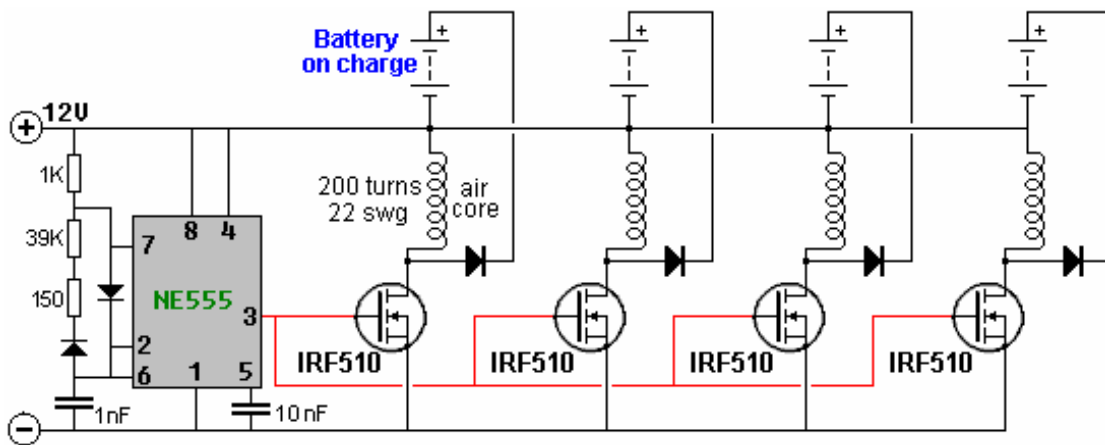 Battery
on charge
+
+
+
+
+
12V
1K
200 turns
22 swg
air
core
39K
7
8
4
150
NE555
3
2
6
1
5
IRF510
IRF510
IRF510
IRF510
1nF
10nF
−